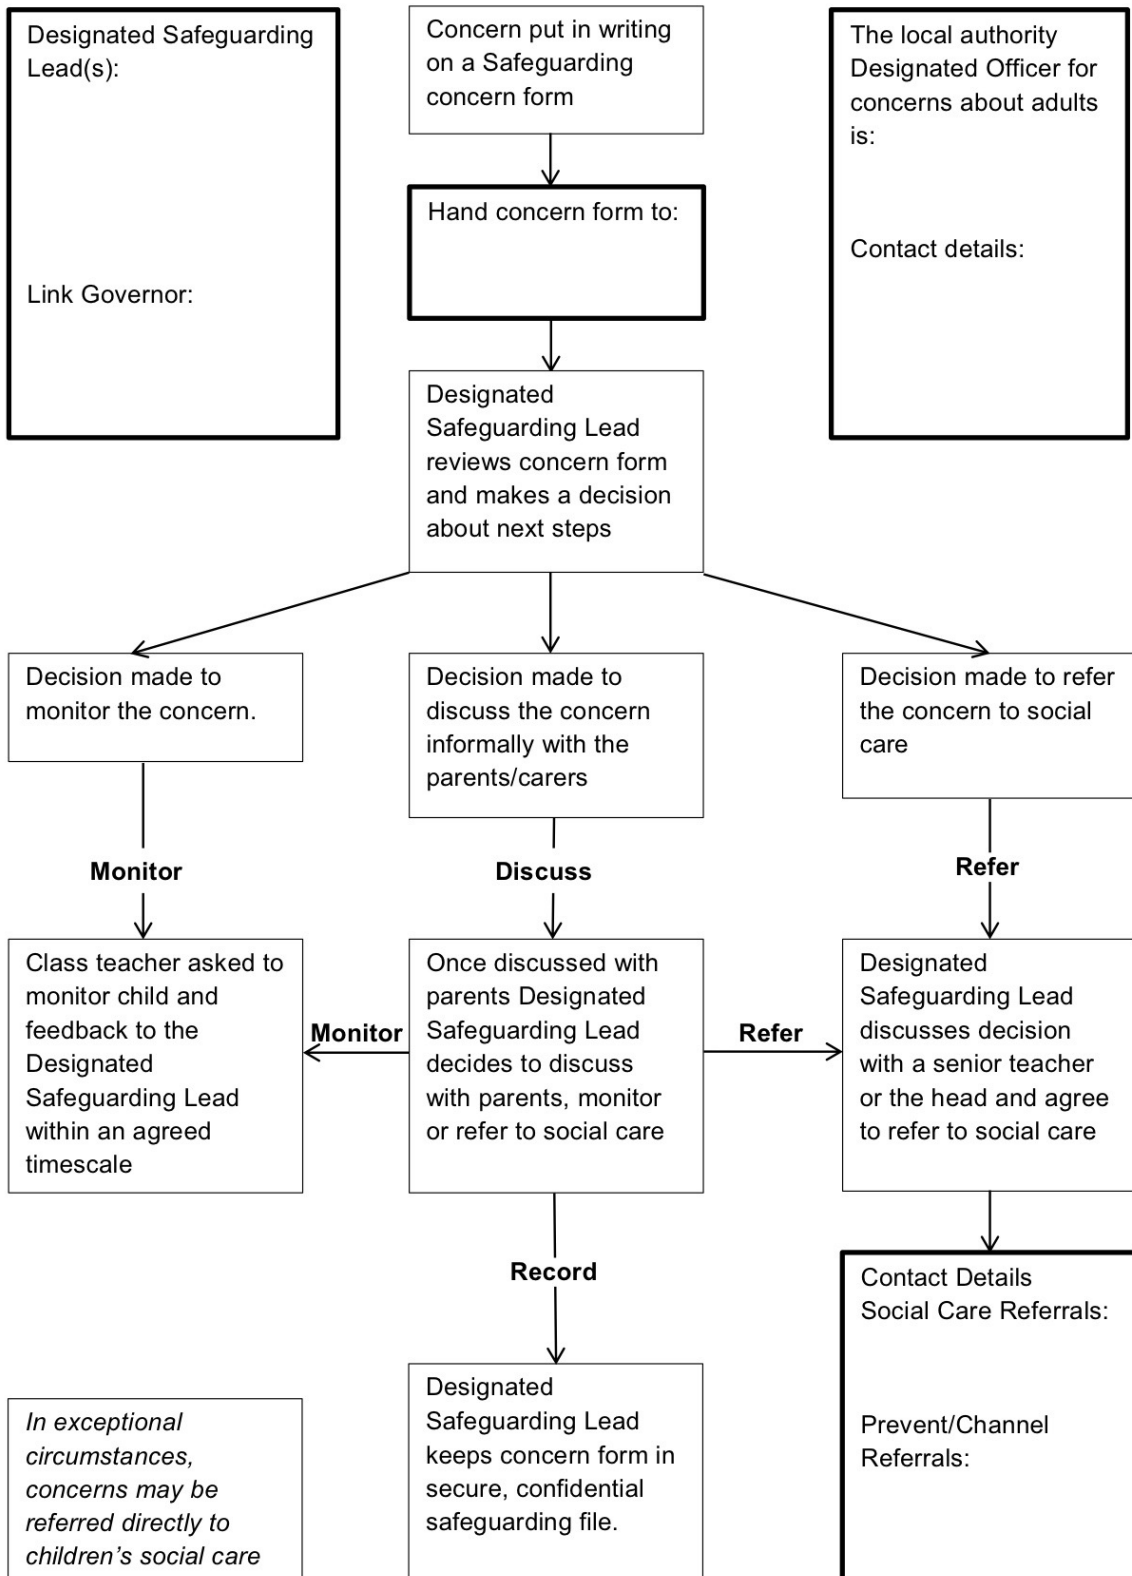 Designated Safeguarding
Lead(s):
Link Governor:
Concern put in writing
on a Safeguarding
concern form
The local authority
Designated Officer for
concerns about adults
is:
Contact details:
Hand concern form to:
Designated
Safeguarding Lead
reviews concern form
and makes a decision
about next steps
Decision made to
monitor the concern.
Decision made to
discuss the concern
informally with the
parents/carers
Decision made to refer
the concern to social
care
Monitor
Discuss
Refer
Class teacher asked to
monitor child and
feedback to the
Designated
Safeguarding Lead
within an agreed
timescale
Monitor
Once discussed with
parents Designated
Safeguarding Lead
decides to discuss
with parents, monitor
or refer to social care
Refer
Designated
Safeguarding Lead
discusses decision
with a senior teacher
or the head and agree
to refer to social care
Record
Contact Details
Social Care Referrals:
Prevent/Channel
Referrals:
In exceptional
circumstances,
concerns may be
referred directly to
children’s social care
Designated
Safeguarding Lead
keeps concern form in
secure, confidential
safeguarding file.